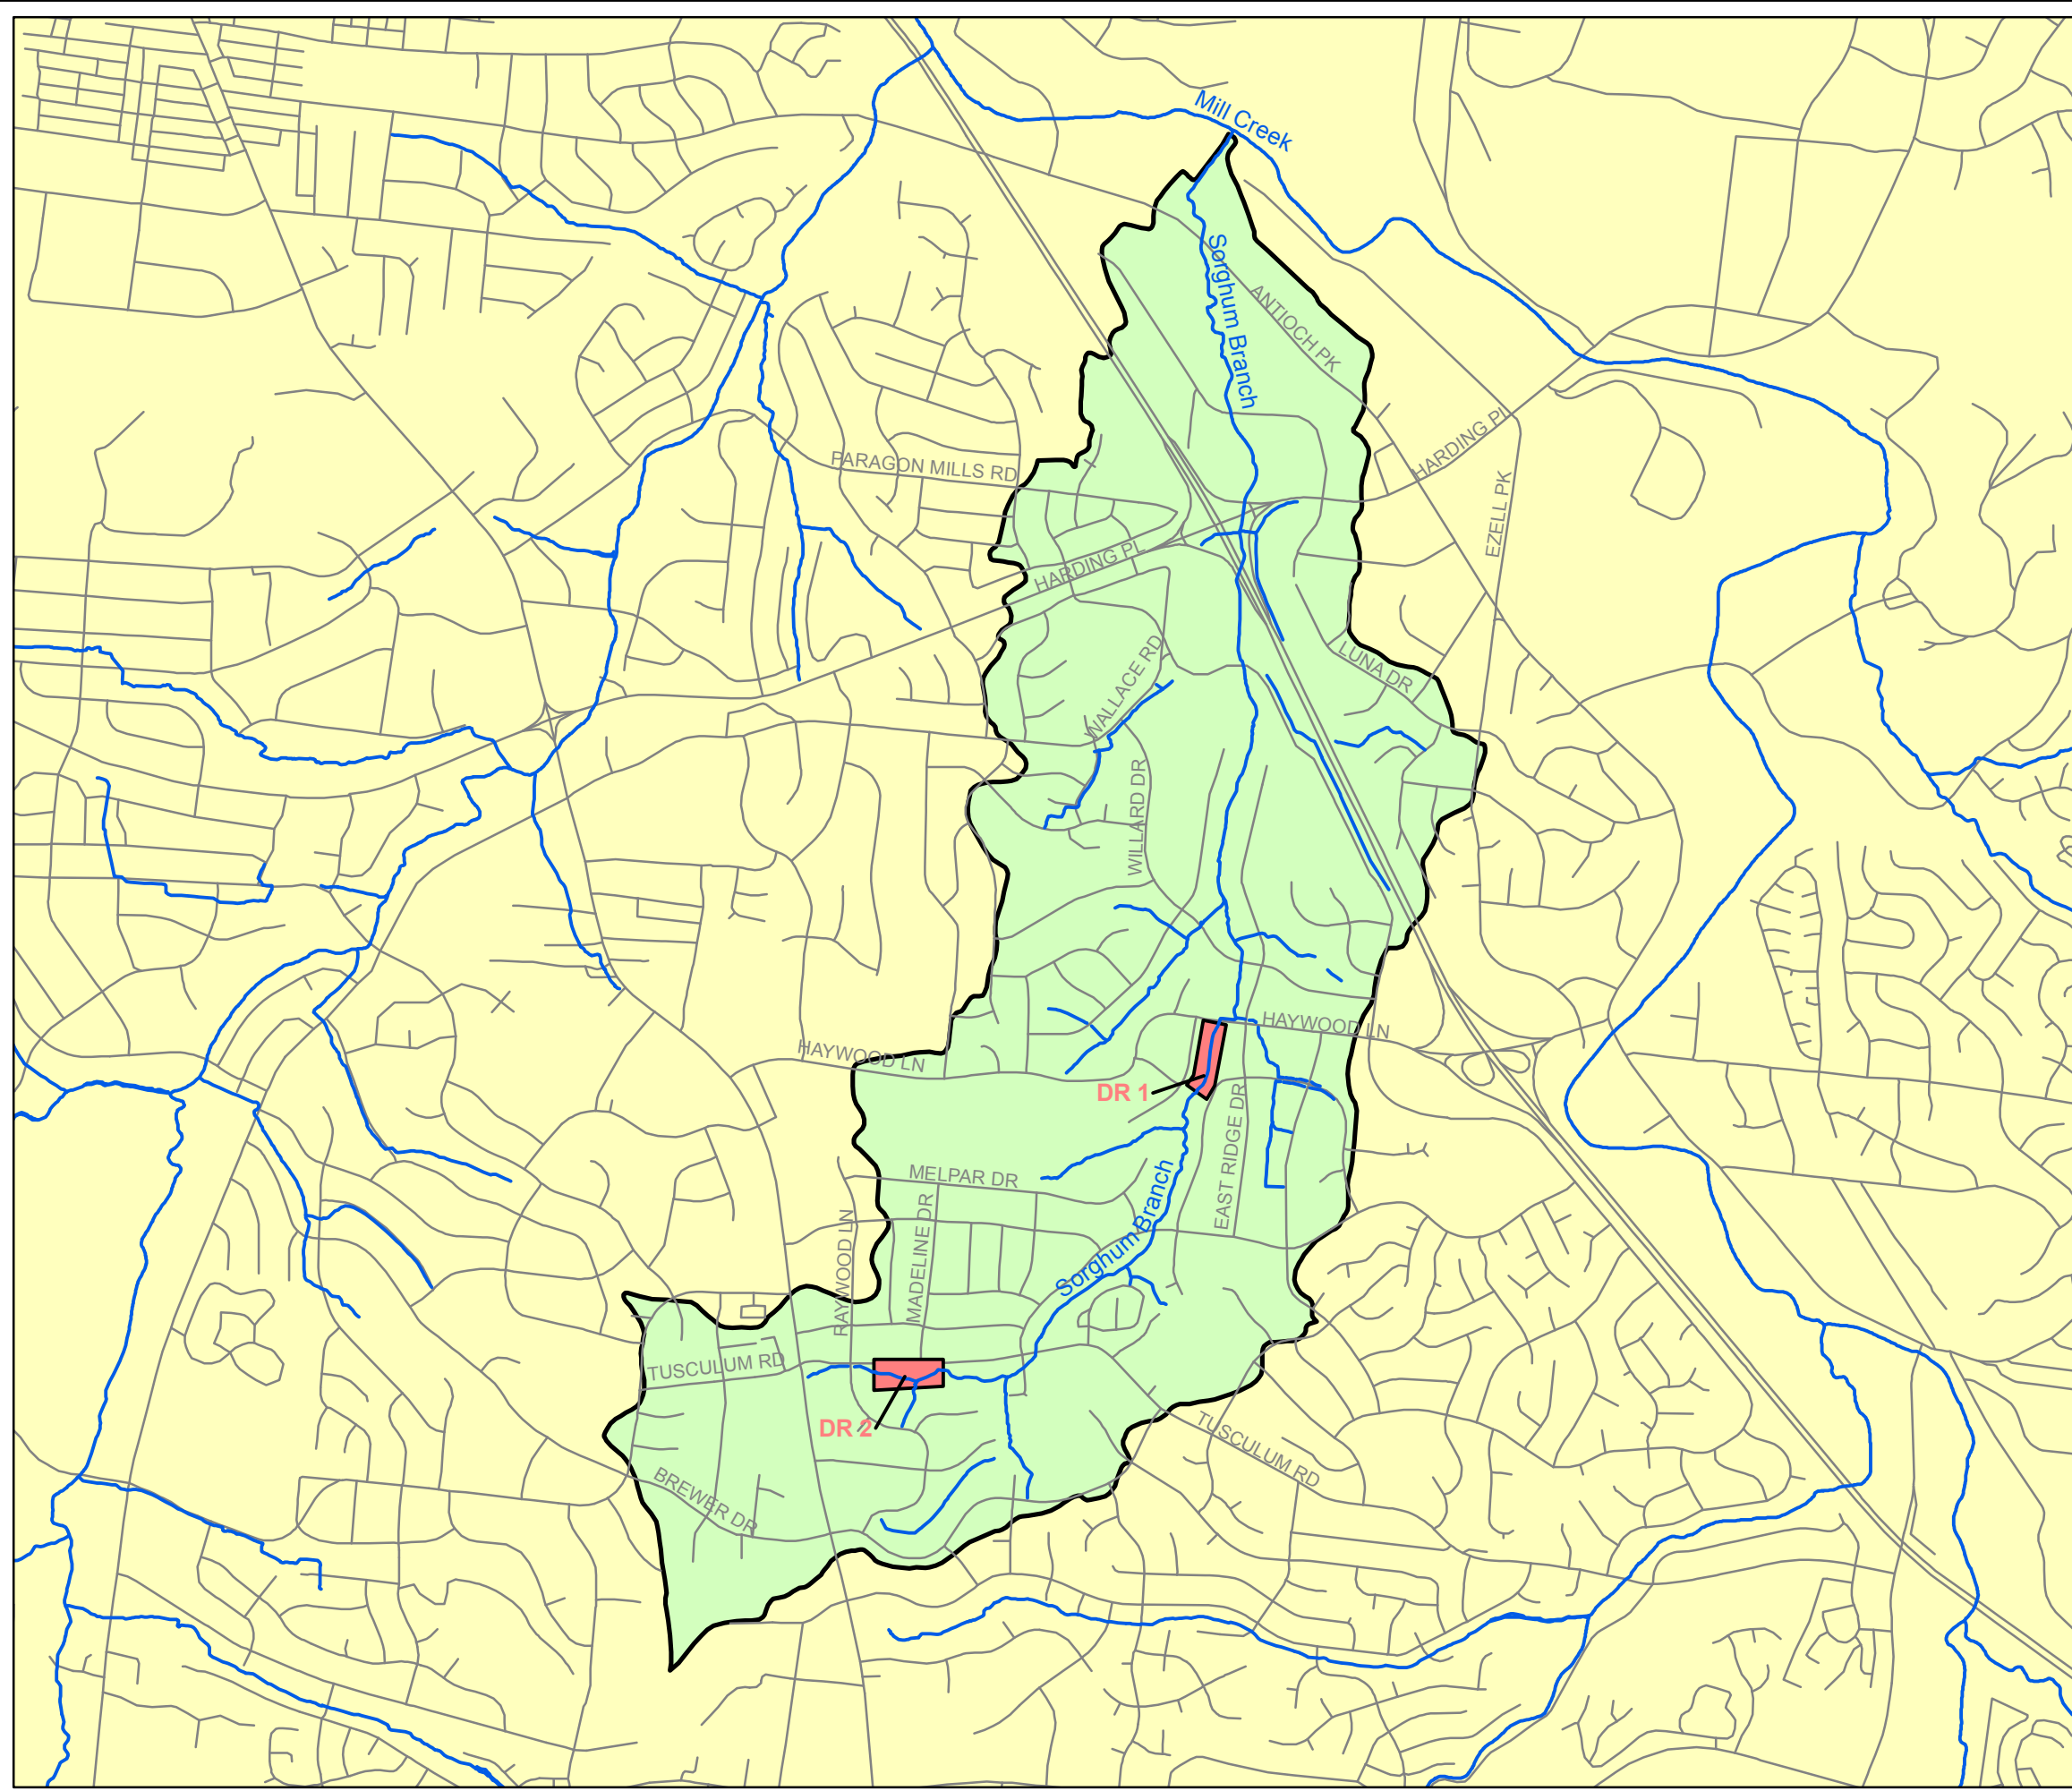 Mill Creek
Sorghum Branch
ANTIOCH PK
HARDING PL
PARAGON MILLS RD
EZELL PK
HARDING PL
WALLACE RD
LUNA DR
WILLARD DR
HAYWOOD LN
HAYWOOD LN
DR 1
EAST RIDGE DR
MELPAR DR
Sorghum Branch
RAYWOOD LN
MADELINE DR
TUSCULUM RD
DR 2
TUSCULUM RD
BREWER DR